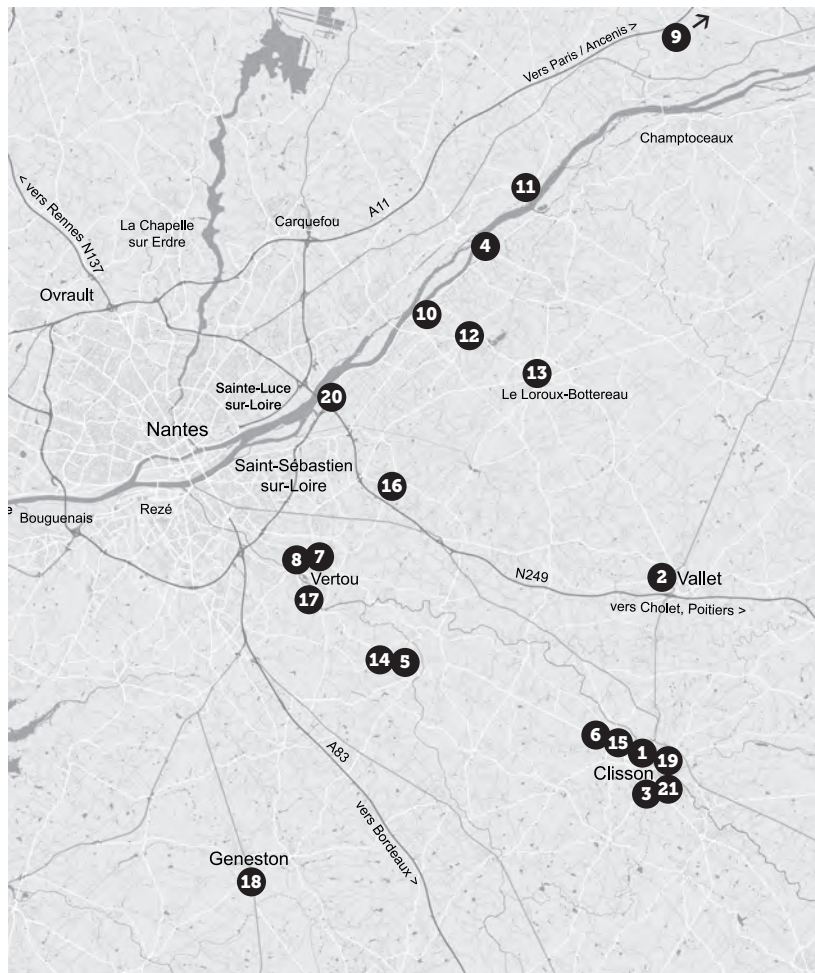 9
Vers Paris / Ancenis >
Champtoceaux
< vers Rennes N137
11
A11
La Chapelle
sur Erdre
Carquefou
4
Ovrault
10
12
13
Le Loroux-Bottereau
Sainte-Luce
sur-Loire
20
Nantes
Saint-Sébastien
sur-Loire
16
e
Bouguenais
Rezé
8
7
Vertou
17
N249
2
Vallet
vers Cholet, Poitiers >
14
5
6
15
1
19
Clisson
3
21
A83
vers Bordeaux >
Geneston
18